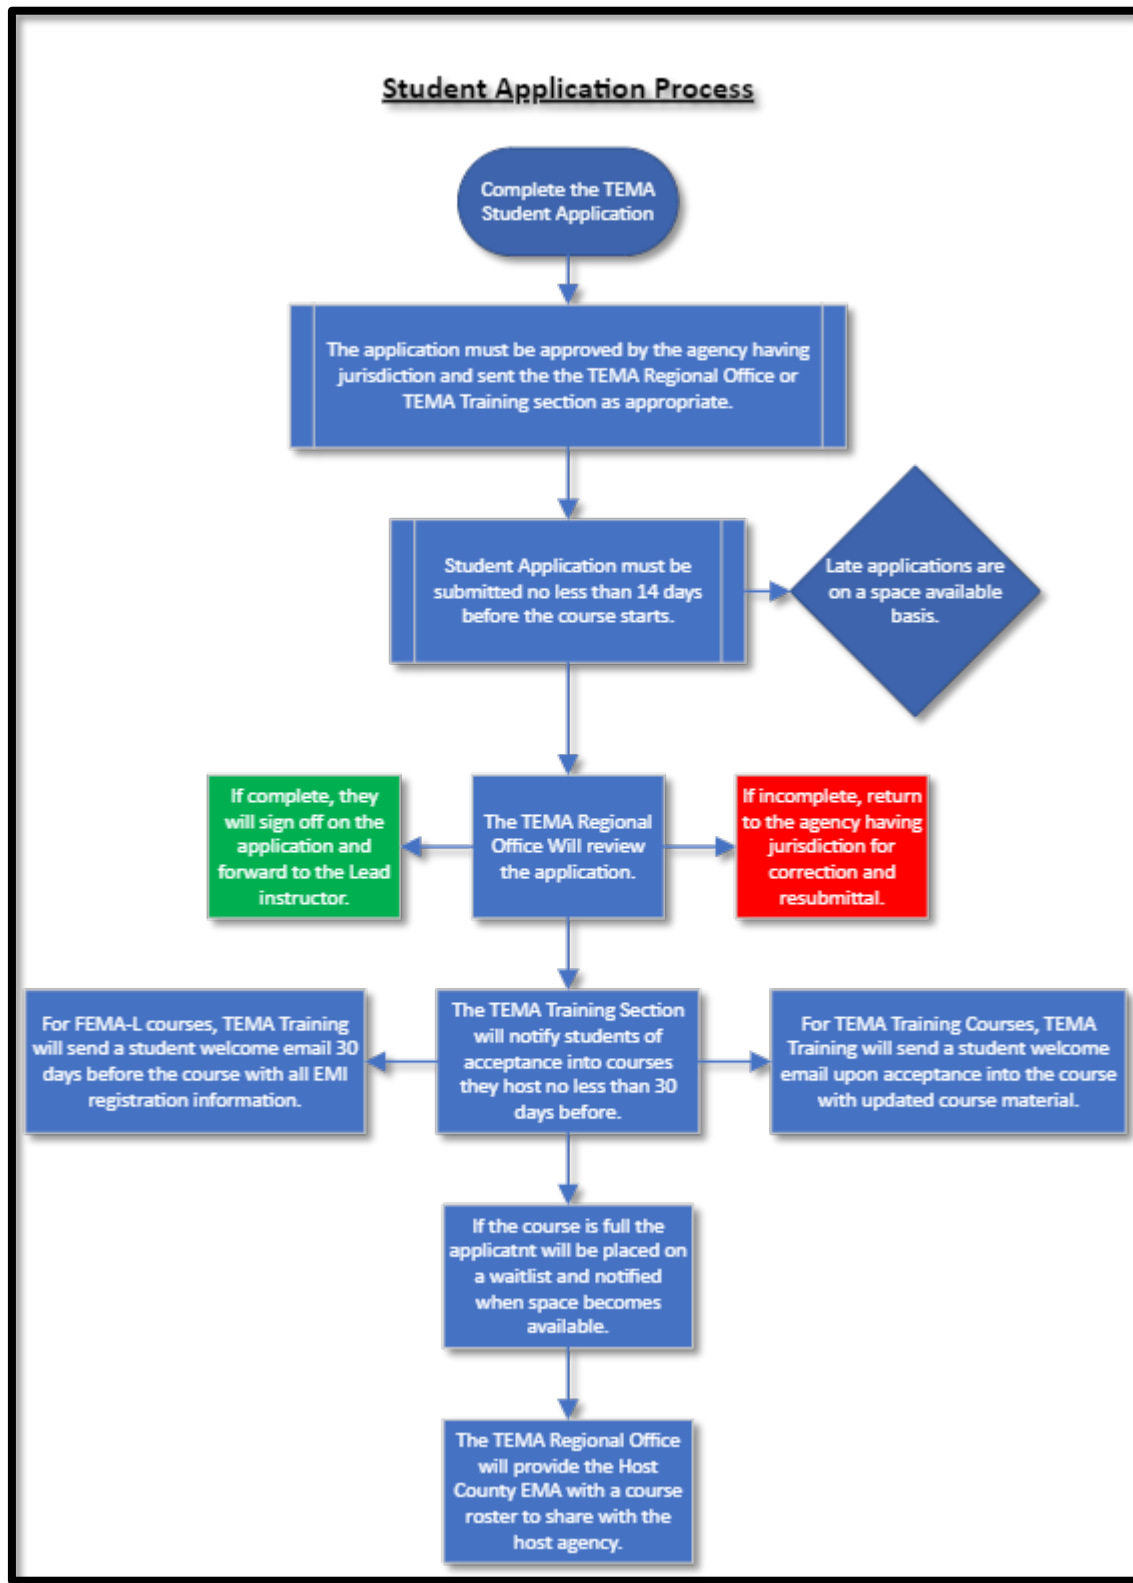 Student Application Process
Complete the TEMA
Student Application
The application must be approved by the agency having
jurisdiction and sent the the TEMA Regional Office or
TEMA Training section as appropriate.
Student Application must be
submitted no less than 14 days
before the course starts.
Late applications are
on a space available
basis.
If complete, they
will sign off on the
application and
forward to the Lead
instructor.
The TEMA Regional
Office Will review
the application.
If incomplete, return
to the agency having
jurisdiction for
correction and
resubmittal.
For FEMA-L courses, TEMA Training
will send a student welcome email 30
days before the course with all EMI
registration information.
The TEMA Training Section
will notify students of
acceptance into courses
they host no less than 30
days before.
For TEMA Training Courses, TEMA
Training will send a student welcome
email upon acceptance into the course
with updated course material.
If the course is full the
applicatnt will be placed on
a waitlist and notified
when space becomes
available.
The TEMA Regional Office
will provide the Host
County EMA with a course
roster to share with the
host agency.